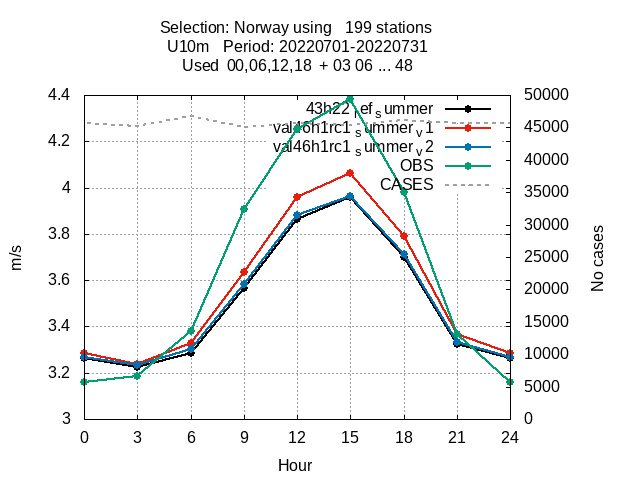 Selection: Norway using 199 stations
U10m Period: 20220701-20220731
Used 00,06,12,18 + 03 06 ... 48
43h22_ref_summer
val46h1rc1_summer_v1
val46h1rc1_summer_v2
OBS
CASES
4.4
4.2
4
3.8
3.6
3.4
3.2
3
50000
45000
40000
35000
30000
25000
20000
15000
10000
5000
0
m/s
No cases
0 3 6 9 12 15 18 21 24
Hour